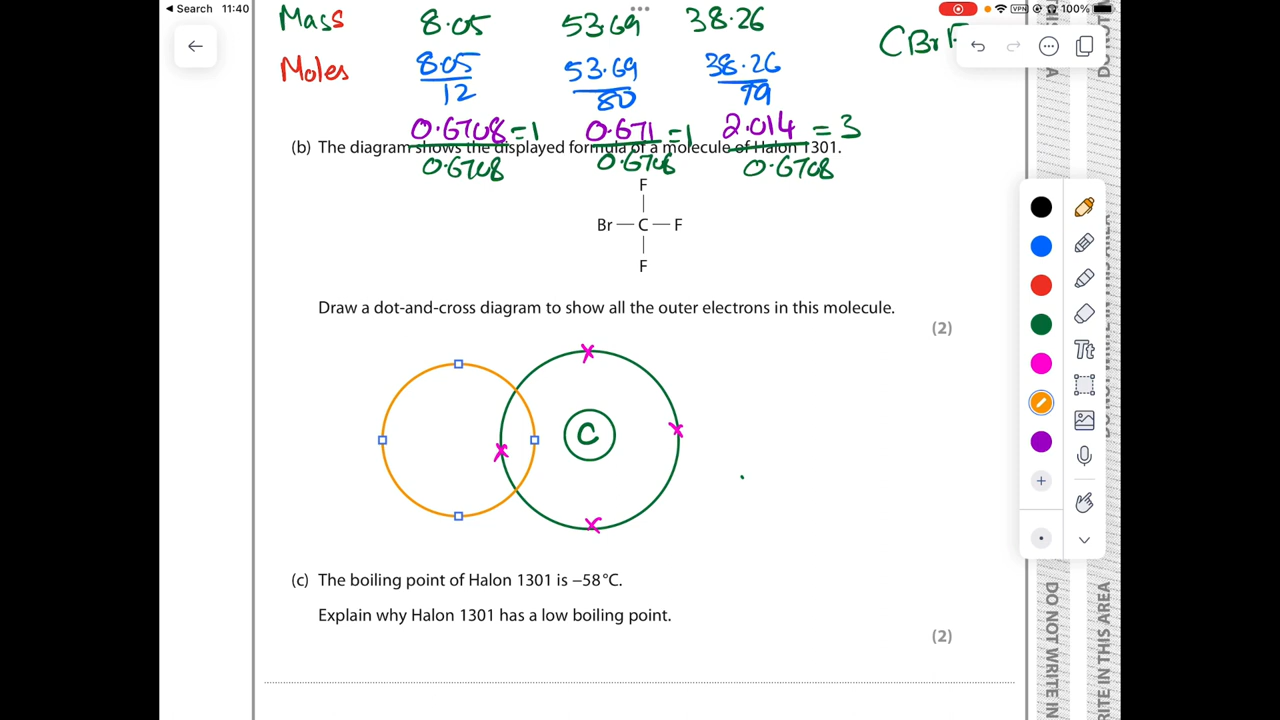 Search 11:40 100%
Mass 8.05 53.69 38.26
CBr F
Moles 8.05/12 53.69/80 38.26/19
0.6708/0.6708 = 1 0.671/0.6708 = 1 2.014/0.6708 = 3
(b) The diagram shows the displayed formula of a molecule of Halon 1301.
F
Br — C — F
F
Draw a dot-and-cross diagram to show all the outer electrons in this molecule.
(2)
C
(c) The boiling point of Halon 1301 is −58 °C.
Explain why Halon 1301 has a low boiling point.
(2)
Tt
DO NOT WRITE IN
RITE IN THIS AREA